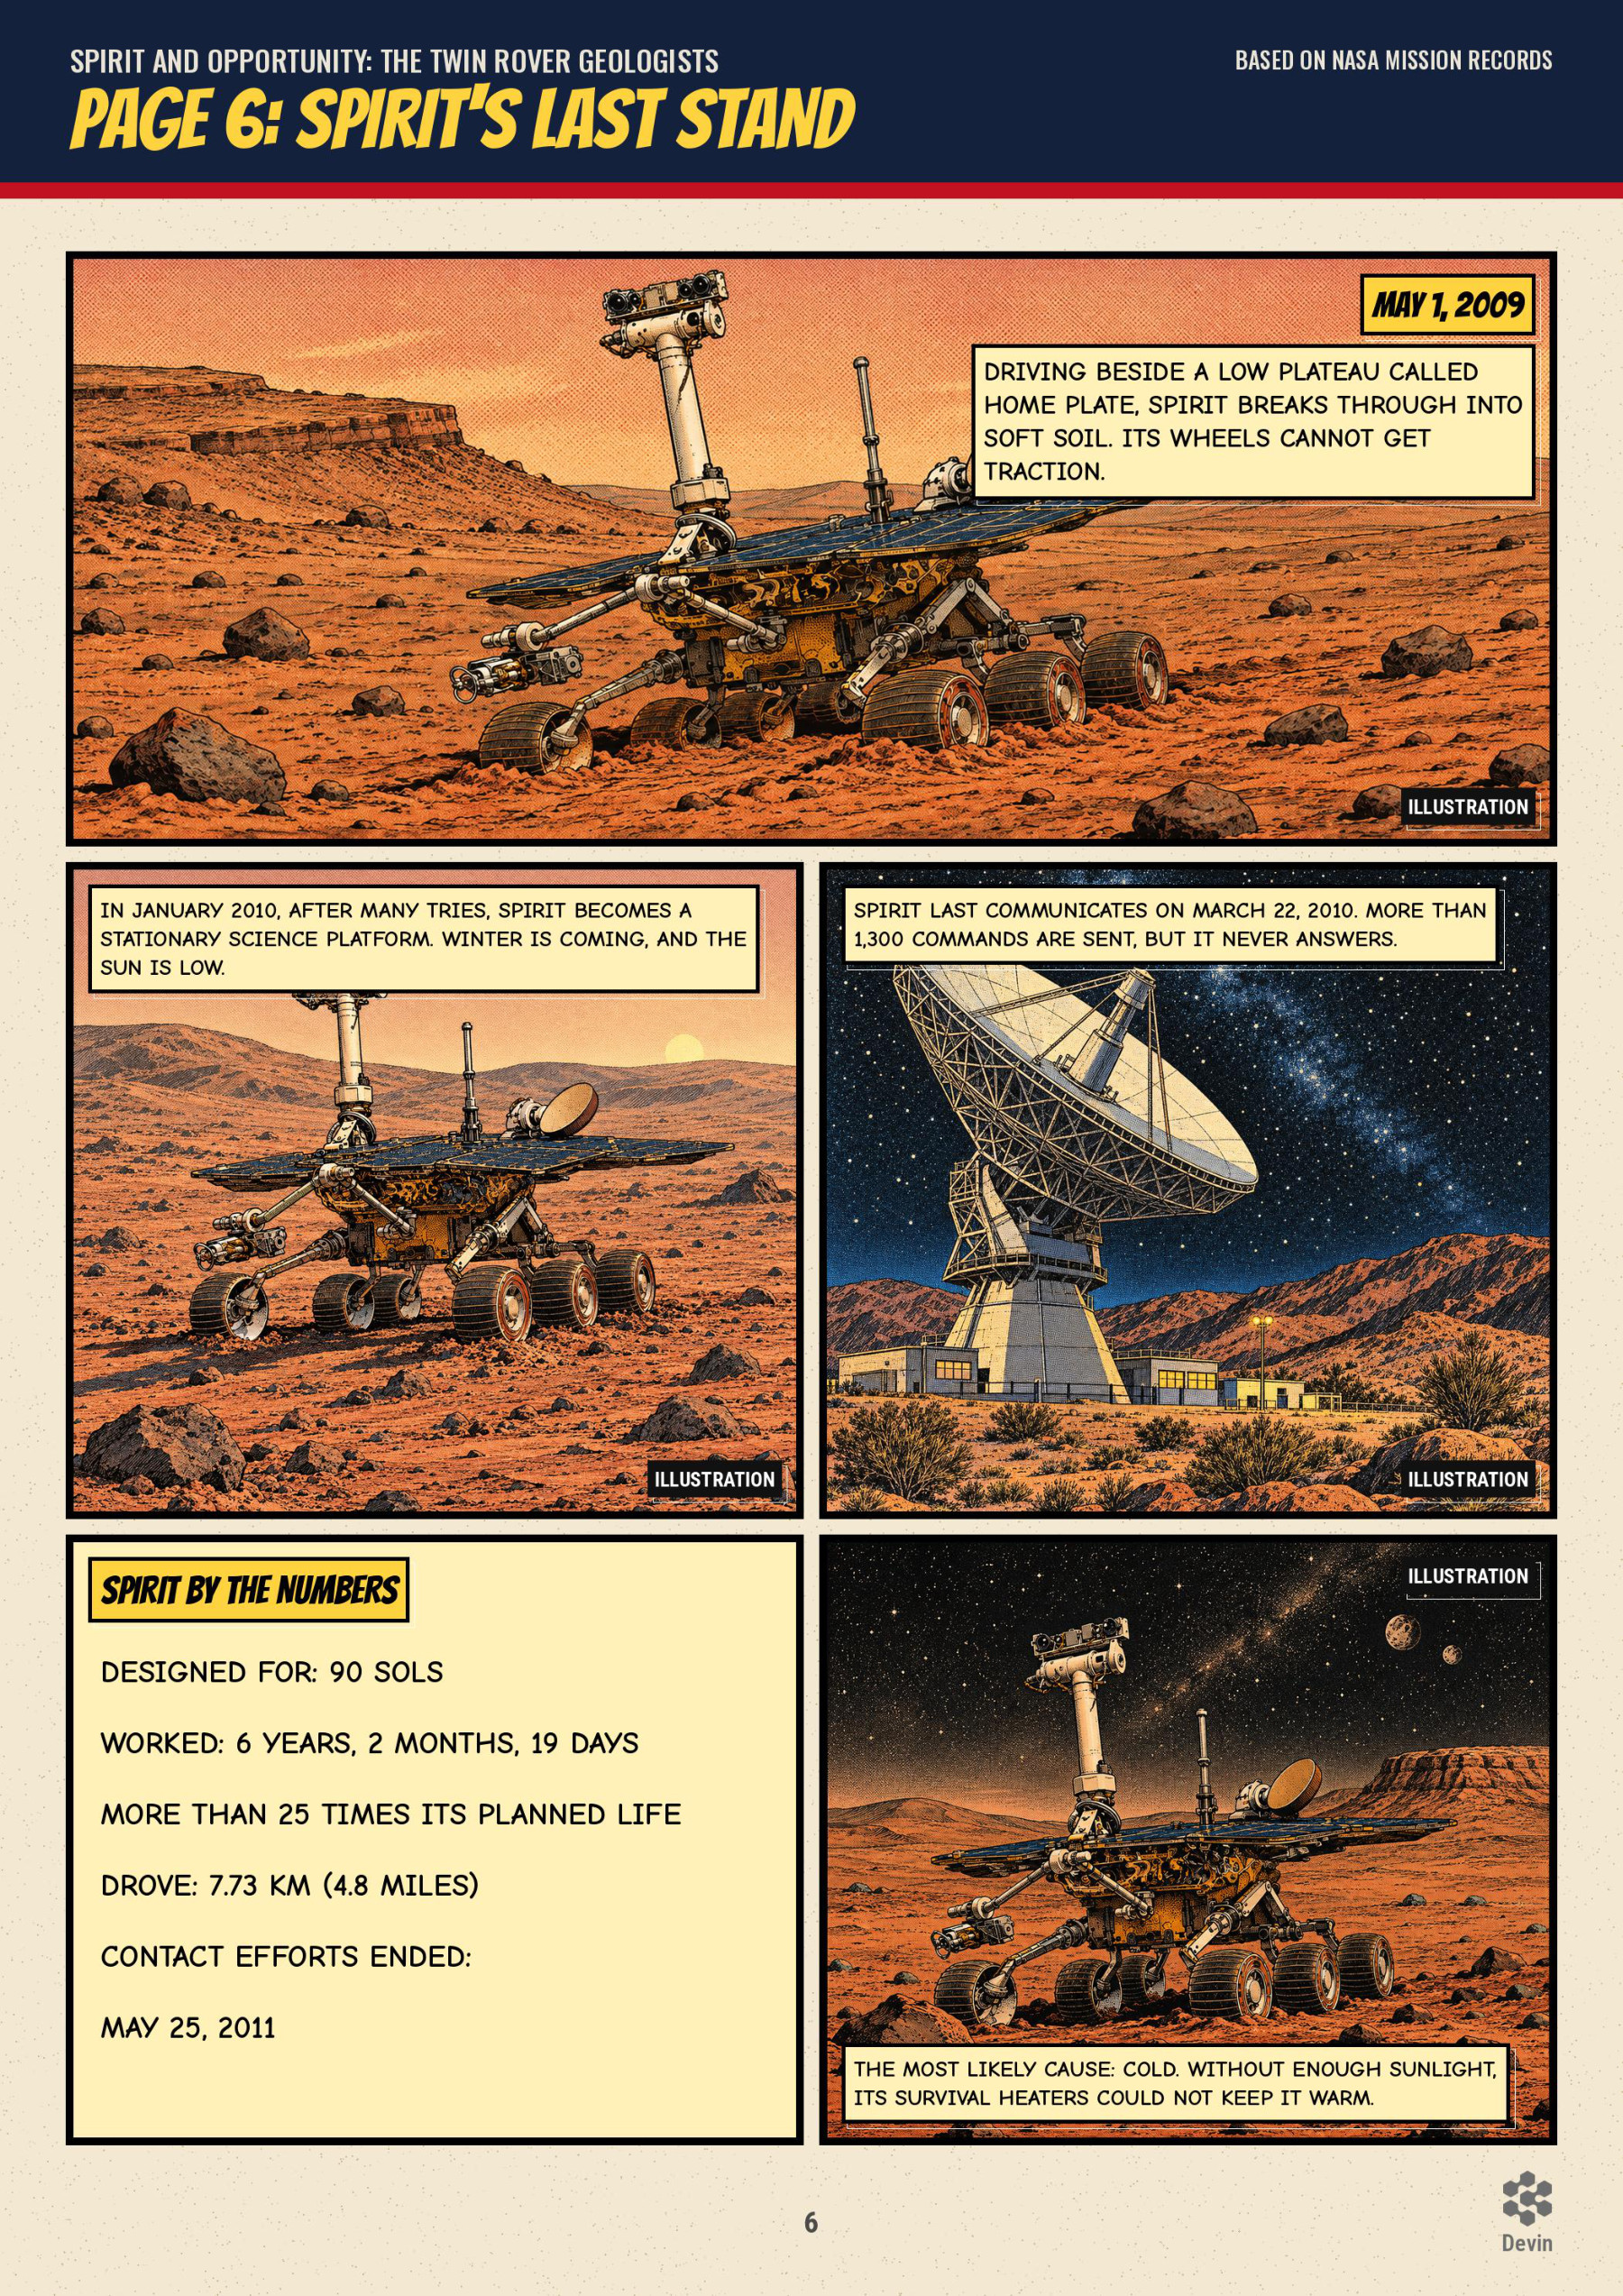 SPIRIT AND OPPORTUNITY: THE TWIN ROVER GEOLOGISTS
BASED ON NASA MISSION RECORDS
PAGE 6: SPIRIT'S LAST STAND
MAY 1, 2009
DRIVING BESIDE A LOW PLATEAU CALLED
HOME PLATE, SPIRIT BREAKS THROUGH INTO
SOFT SOIL. ITS WHEELS CANNOT GET
TRACTION.
ILLUSTRATION
IN JANUARY 2010, AFTER MANY TRIES, SPIRIT BECOMES A
STATIONARY SCIENCE PLATFORM. WINTER IS COMING, AND THE
SUN IS LOW.
ILLUSTRATION
SPIRIT LAST COMMUNICATES ON MARCH 22, 2010. MORE THAN
1,300 COMMANDS ARE SENT, BUT IT NEVER ANSWERS.
ILLUSTRATION
SPIRIT BY THE NUMBERS
DESIGNED FOR: 90 SOLS
WORKED: 6 YEARS, 2 MONTHS, 19 DAYS
MORE THAN 25 TIMES ITS PLANNED LIFE
DROVE: 7.73 KM (4.8 MILES)
CONTACT EFFORTS ENDED:
MAY 25, 2011
ILLUSTRATION
THE MOST LIKELY CAUSE: COLD. WITHOUT ENOUGH SUNLIGHT,
ITS SURVIVAL HEATERS COULD NOT KEEP IT WARM.
6
Devin